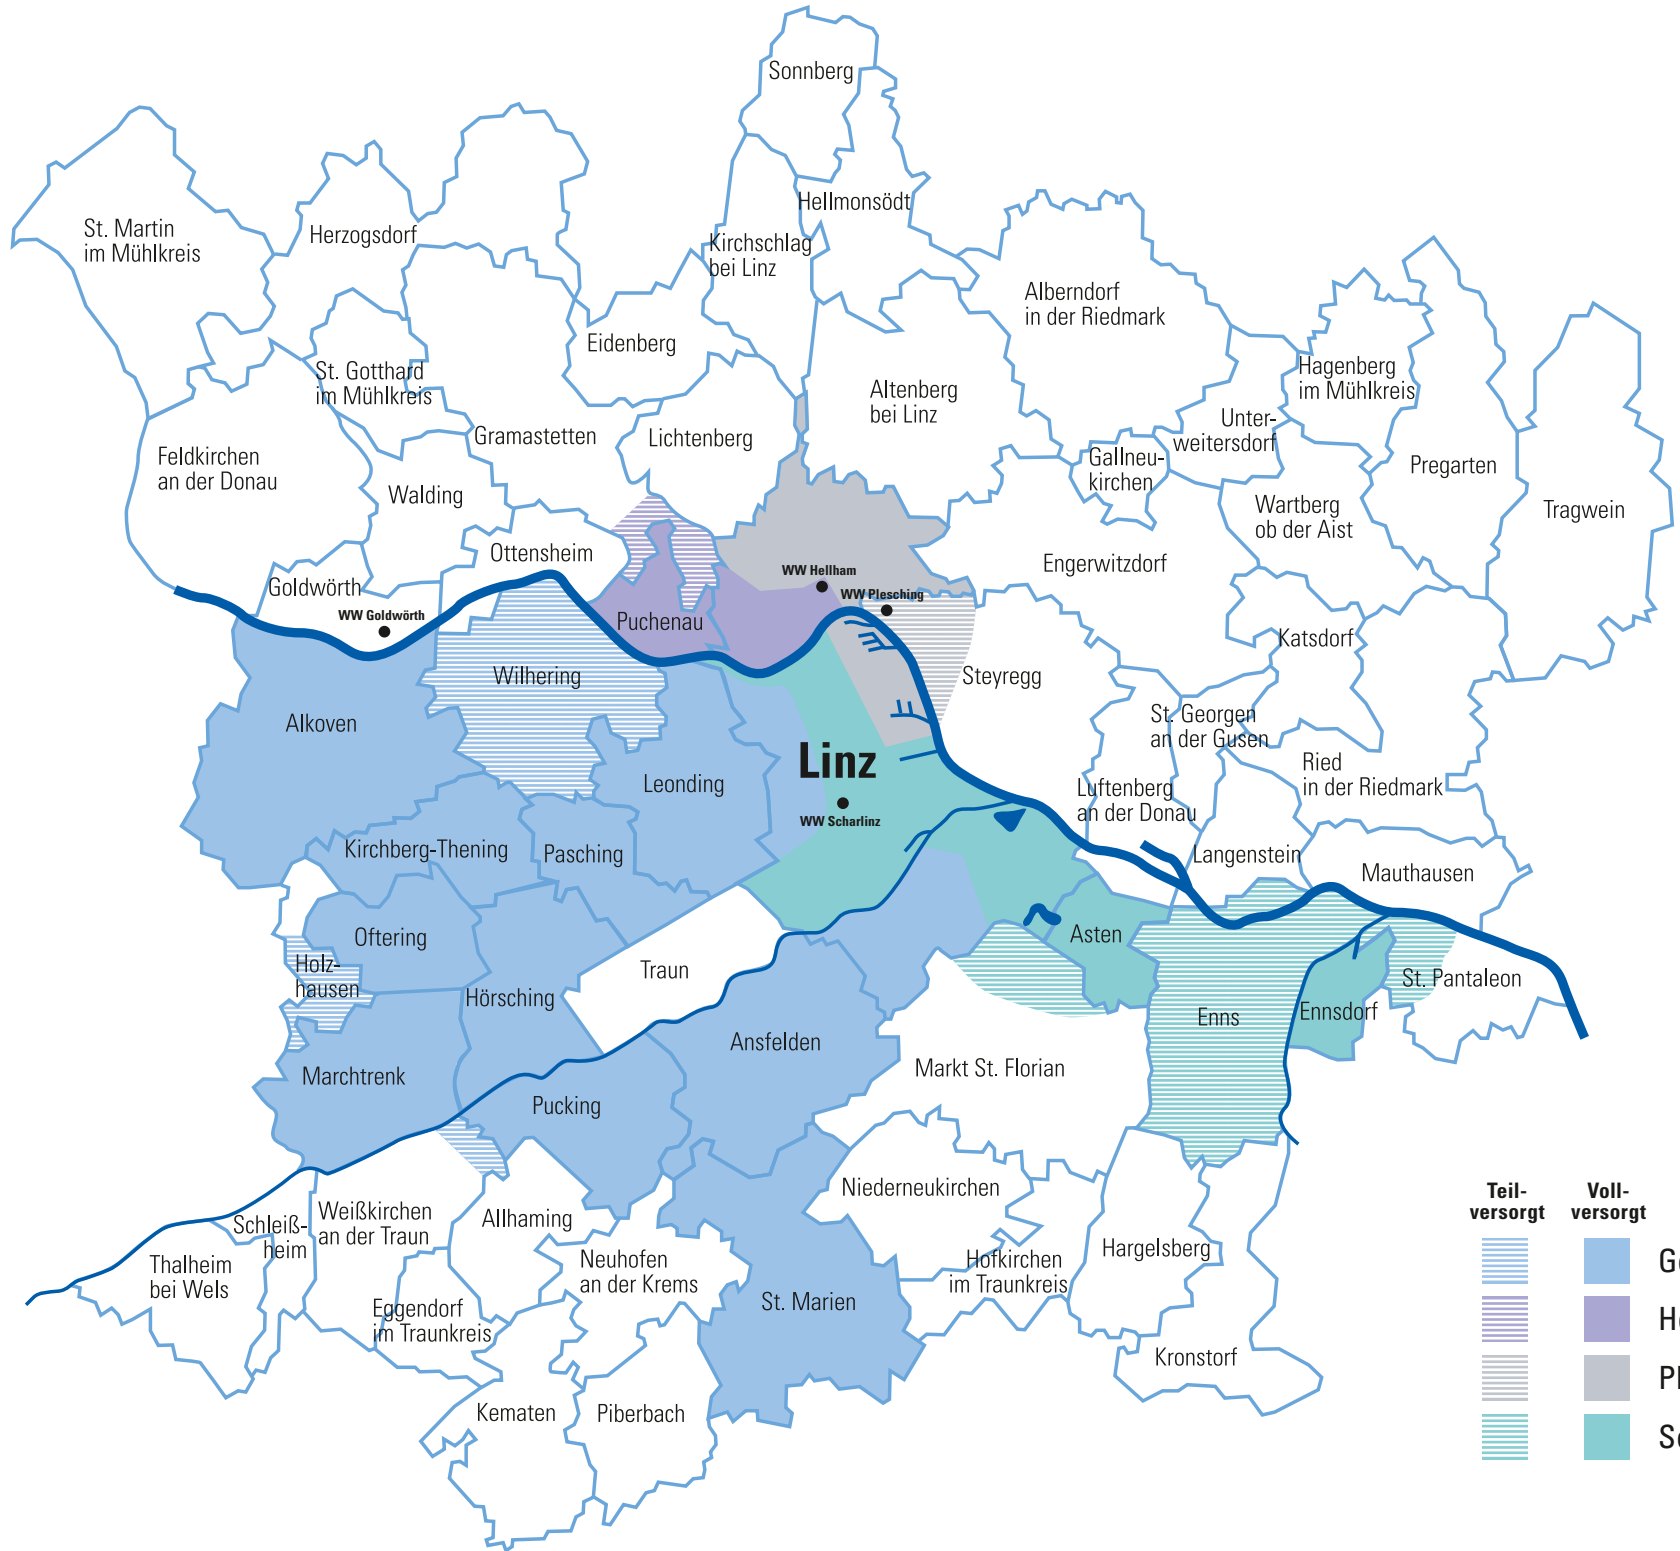 Sonnberg
Hellmonsödt
St. Martin
im Mühlkreis
Herzogsdorf
Kirchschlag
bei Linz
Alberndorf
in der Riedmark
Eidenberg
St. Gotthard
im Mühlkreis
Hagenberg
im Mühlkreis
Altenberg
bei Linz
Unter-
weitersdorf
Gramastetten
Lichtenberg
Feldkirchen
an der Donau
Gallneu-
kirchen
Pregarten
Walding
Wartberg
ob der Aist
Tragwein
Ottensheim
Engerwitzdorf
WW Hellham
Goldwörth
WW Plesching
WW Goldwörth
Puchenau
Katsdorf
Wilhering
Steyregg
Alkoven
St. Georgen
an der Gusen
Linz
Ried
in der Riedmark
Leonding
Luftenberg
an der Donau
WW Scharlinz
Kirchberg-Thening
Pasching
Langenstein
Mauthausen
Oftering
Asten
Holz-
hausen
Traun
St. Pantaleon
Hörsching
Enns
Ennsdorf
Ansfelden
Markt St. Florian
Marchtrenk
Pucking
Niederneukirchen
Weißkirchen
an der Traun
Allhaming
Schleiß-
heim
Thalheim
bei Wels
Neuhofen
an der Krems
Hofkirchen
im Traunkreis
Hargelsberg
Eggendorf
im Traunkreis
St. Marien
Kronstorf
Kematen
Piberbach
Teil-
versorgt
Voll-
versorgt